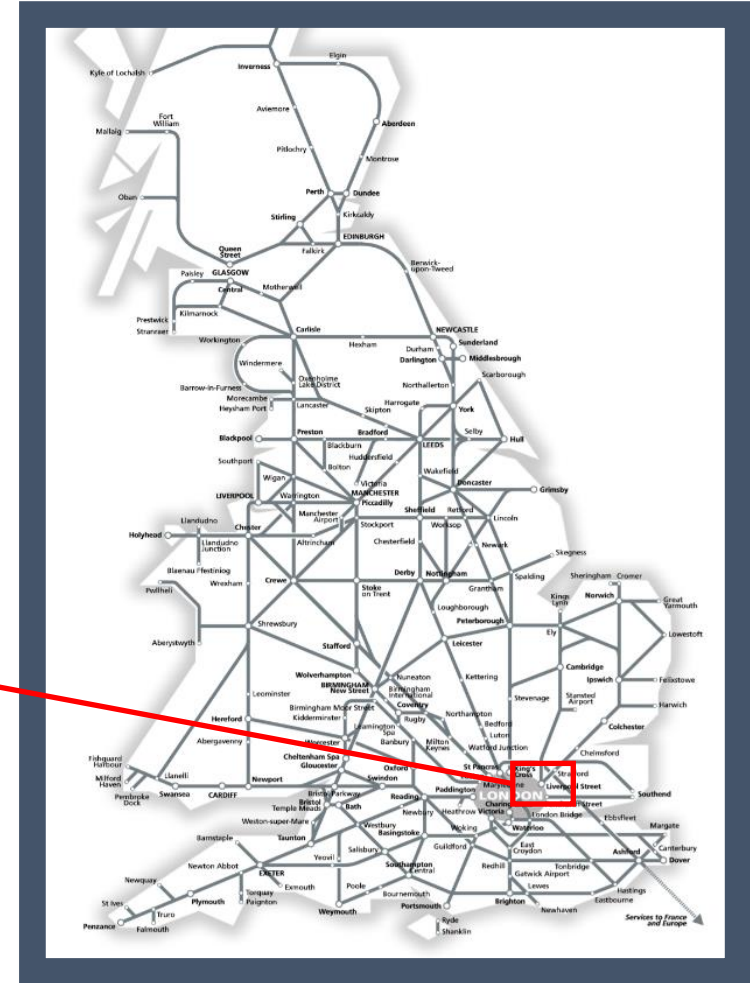 Elgin
Inverness
Kyle of Lochalsh
Aviemore
Fort
William
Mallaig
Aberdeen
Pitlochry
Montrose
Perth
Dundee
Oban
Stirling
Kirkcaldy
EDINBURGH
Queen
Street
Falkirk
Berwick-
upon-Tweed
Paisley
GLASGOW
Central
Motherwell
Prestwick
Kilmarnock
Stranraer
Carlisle
NEWCASTLE
Workington
Hexham
Sunderland
Durham
Darlington
Middlesbrough
Windermere
Scarborough
Oxenholme
Lake District
Barrow-in-Furness
Northallerton
Morecambe
Heysham Port
Lancaster
Harrogate
York
Skipton
Blackpool
Preston
Bradford
LEEDS
Selby
Hull
Blackburn
Huddersfield
Southport
Bolton
Wakefield
Wigan
Victoria
Doncaster
MANCHESTER
Piccadilly
Grimsby
LIVERPOOL
Warrington
Sheffield
Retford
Manchester
Airport
Llandudno
Lincoln
Stockport
Worksop
Holyhead
Chester
Llandudno
Junction
Altrincham
Chesterfield
Newark
Skegness
Blaenau Ffestiniog
Derby
Nottingham
Spalding
Sheringham
Cromer
Wrexham
Crewe
Stoke
on Trent
Grantham
Pwllheli
Kings
Lynn
Norwich
Great
Yarmouth
Loughborough
Peterborough
Shrewsbury
Ely
Lowestoft
Aberystwyth
Stafford
Leicester
Cambridge
Wolverhampton
Nuneaton
Kettering
BIRMINGHAM
New Street
Birmingham
International
Ipswich
Felixstowe
Leominster
Coventry
Stevenage
Stansted
Airport
Birmingham Moor Street
Harwich
Kidderminster
Rugby
Northampton
Hereford
Leamington
Spa
Bedford
Colchester
Abergavenny
Worcester
Banbury
Milton
Keynes
Luton
Watford Junction
Chelmsford
Cheltenham Spa
Fishguard
Harbour
Gloucester
Oxford
St Pancras
King's
Cross
Stratford
Milford
Haven
Llanelli
Newport
Swindon
Marylebone
Liverpool Street
Pembroke
Dock
Swansea
CARDIFF
Bristol Parkway
Reading
Paddington
LONDON
Southend
Bristol
Temple Meads
Bath
Newbury
Heathrow
Victoria
Charing
Street
London Bridge
Ebbsfleet
Weston-super-Mare
Waterloo
Margate
Barnstaple
Taunton
Westbury
Basingstoke
Woking
East
Croydon
Canterbury
Salisbury
Guildford
Ashford
Dover
Newton Abbot
Yeovil
Southampton
Central
Redhill
Tonbridge
Gatwick Airport
Newquay
EXETER
Exmouth
Poole
Lewes
Hastings
Eastbourne
St Ives
Torquay
Paignton
Bournemouth
Truro
Plymouth
Weymouth
Portsmouth
Brighton
Newhaven
Penzance
Falmouth
Ryde
Shanklin
Services to France
and Europe